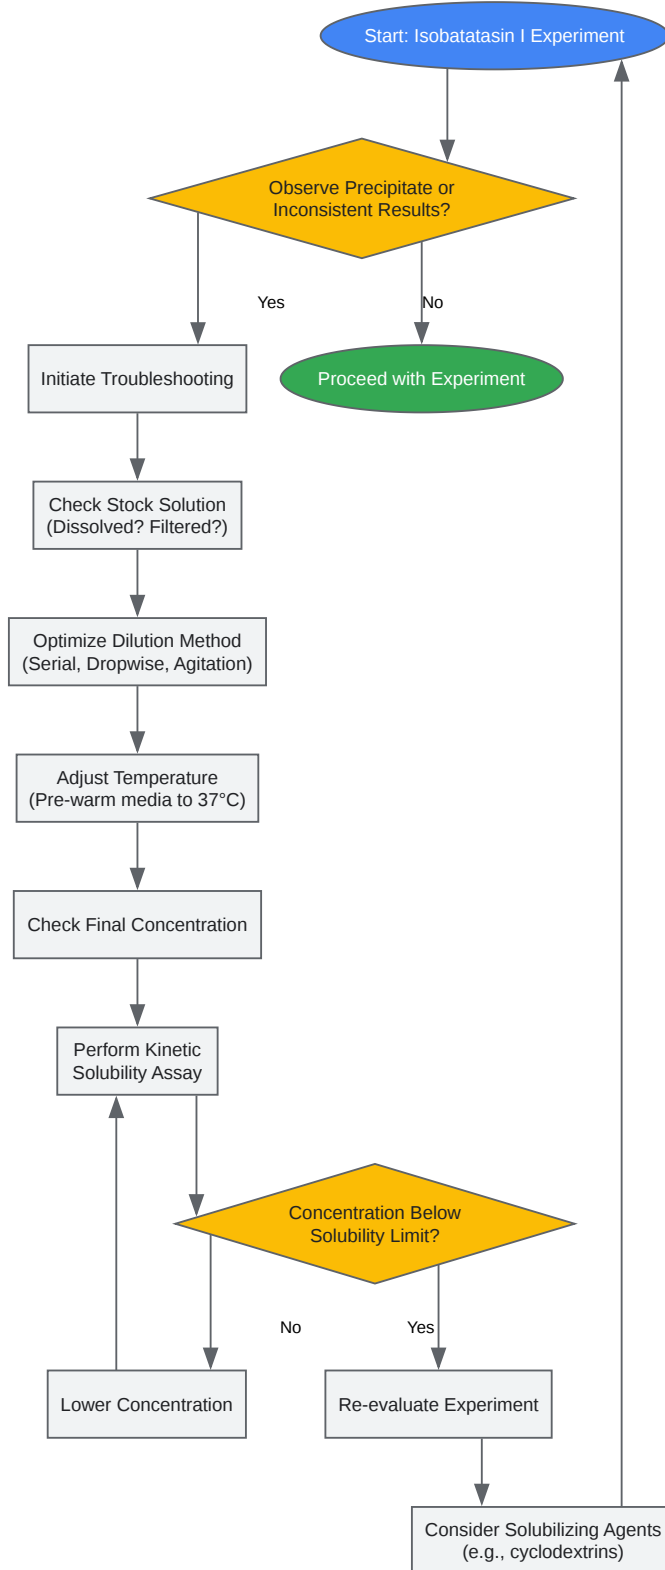 Start: Isobatatasin I Experiment
Observe Precipitate or
Inconsistent Results?
Yes
No
Initiate Troubleshooting
Proceed with Experiment
Check Stock Solution
(Dissolved? Filtered?)
Optimize Dilution Method
(Serial, Dropwise, Agitation)
Adjust Temperature
(Pre-warm media to 37°C)
Check Final Concentration
Perform Kinetic
Solubility Assay
Concentration Below
Solubility Limit?
No
Yes
Lower Concentration
Re-evaluate Experiment
Consider Solubilizing Agents
(e.g., cyclodextrins)